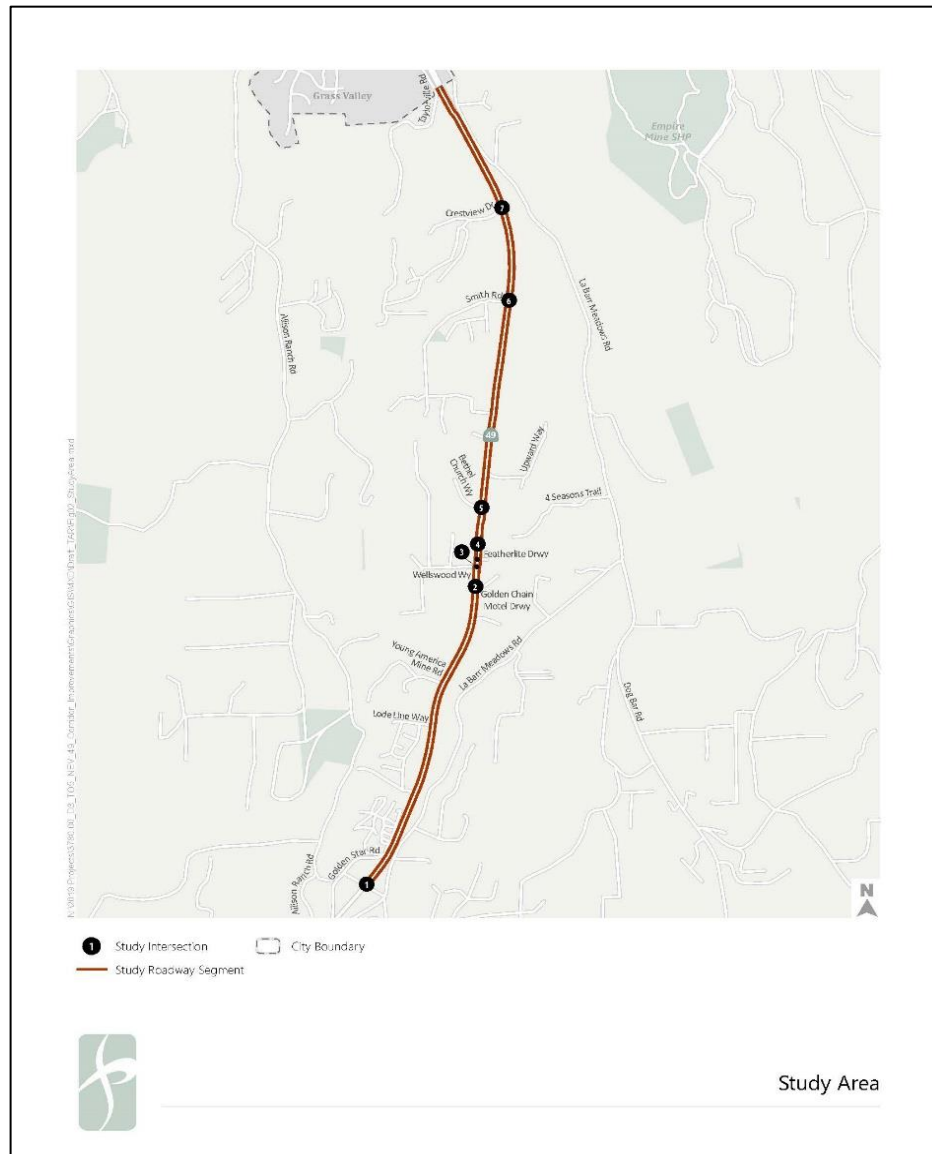 Grass Valley
Taylorville Rd
Empire
Mine SHP
7
Crestview Dr
6
Smith Rd
La Barr Meadows Rd
Allison Ranch Rd
49
Bethel
Church Wy
Upward Way
5
4 Seasons Trail
4
3
Featherlite Drwy
Wellswood Wy
2
Golden Chain
Motel Drwy
Young America
Mine Rd
La Barr Meadows Rd
Lode Line Way
Dog Bar Rd
Golden Star Rd
Allison Ranch Rd
1
N
1 Study Intersection
City Boundary
Study Roadway Segment
Study Area